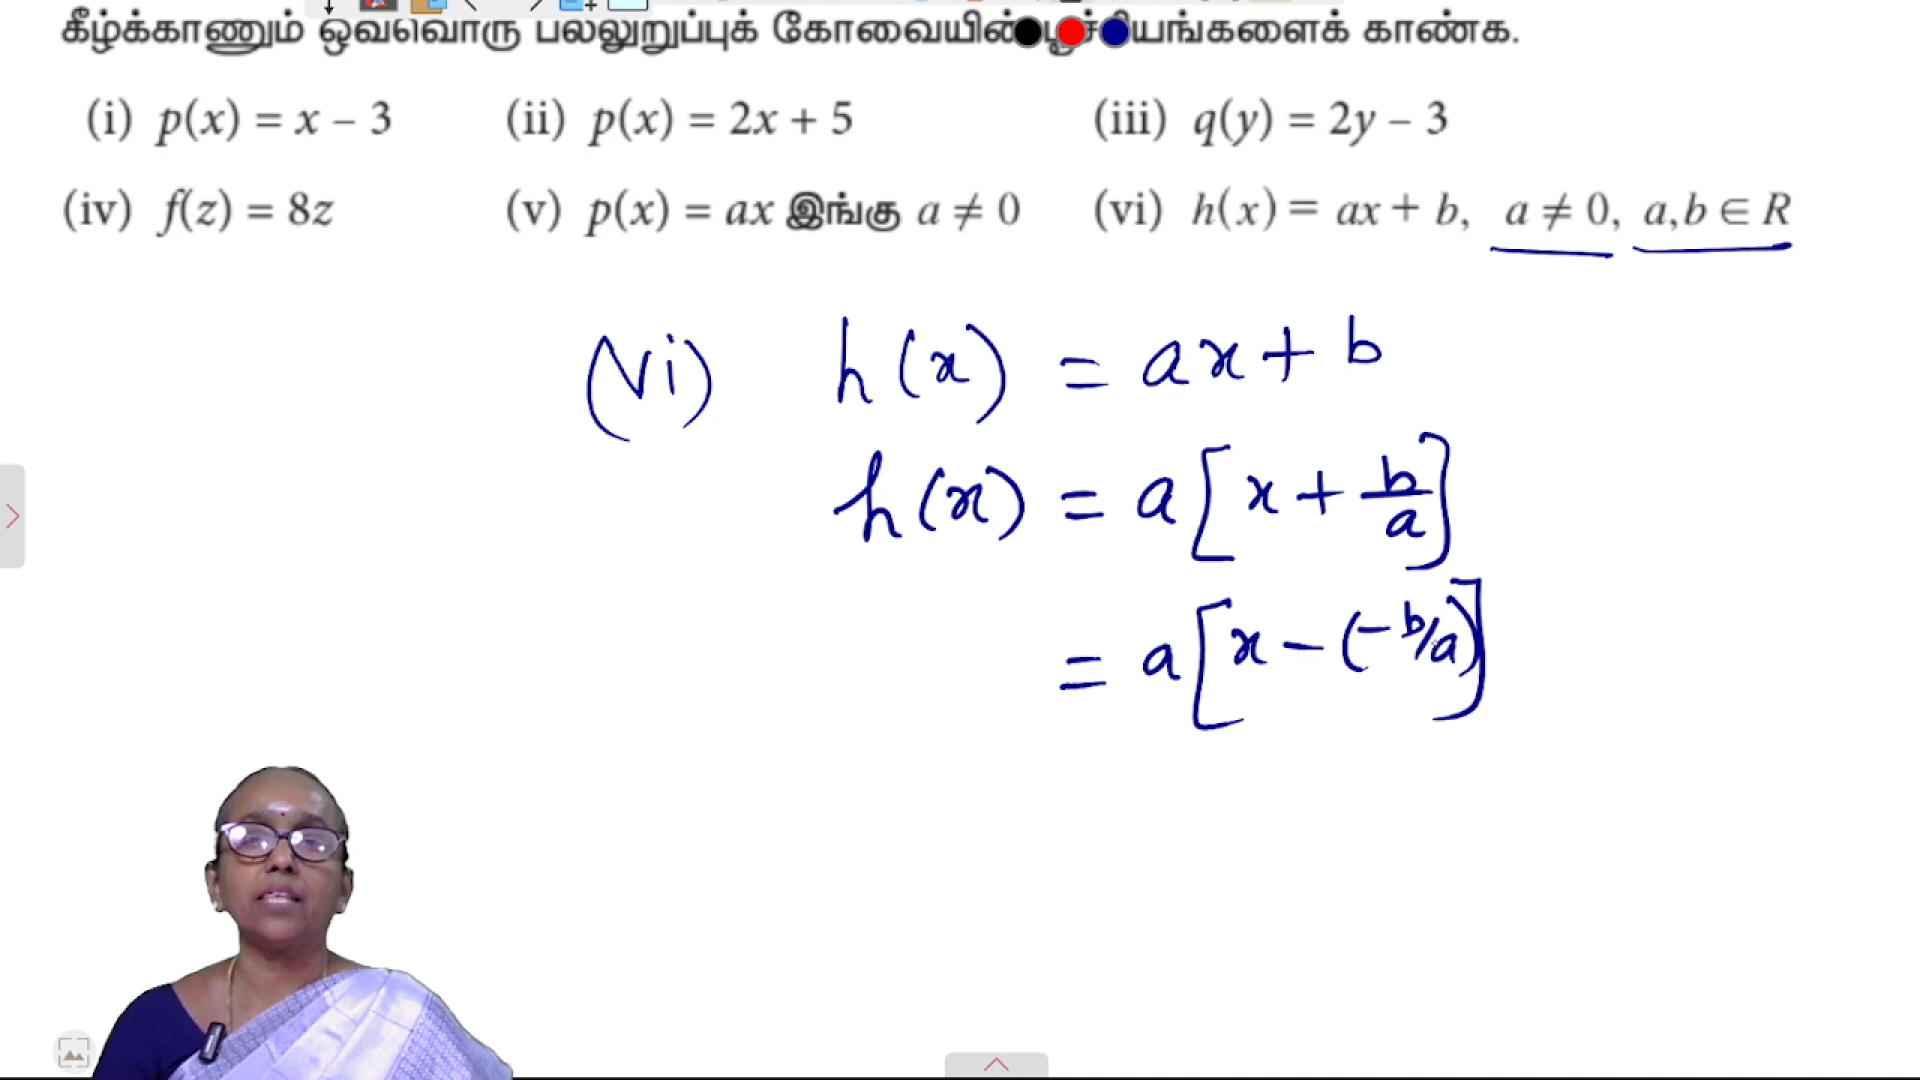 கீழ்க்காணும் ஒவ்வொரு பல்லுறுப்புக் கோவையின் பூச்சியங்களைக் காண்க.
(i) p(x) = x – 3 (ii) p(x) = 2x + 5 (iii) q(y) = 2y – 3
(iv) f(z) = 8z (v) p(x) = ax இங்கு a ≠ 0 (vi) h(x) = ax + b, a ≠ 0, a,b ∈ R
(vi) h(x) = ax + b
h(x) = a[x + b/a]
= a[x – (–b/a)]